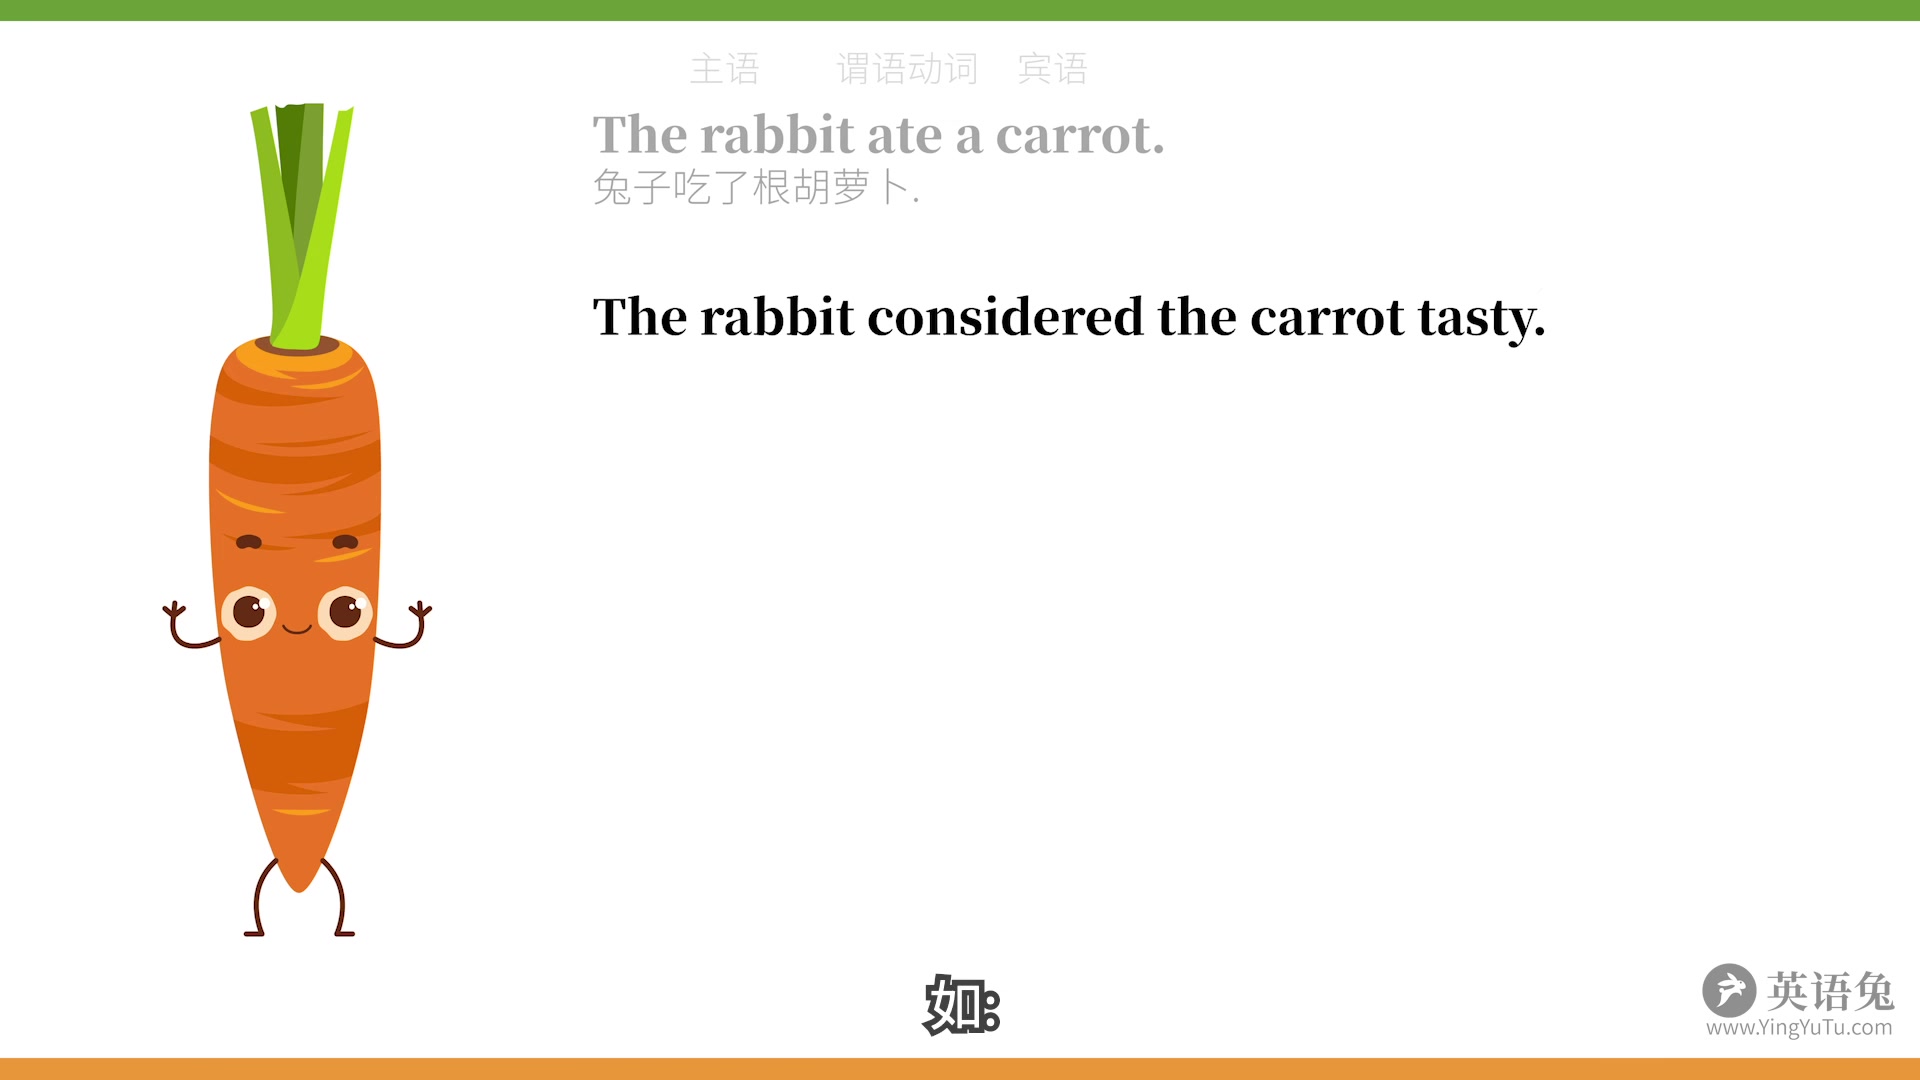 主语 谓语动词 宾语
The rabbit ate a carrot.
兔子吃了根胡萝卜.
The rabbit considered the carrot tasty.
如:
英语兔
www.YingYuTu.com